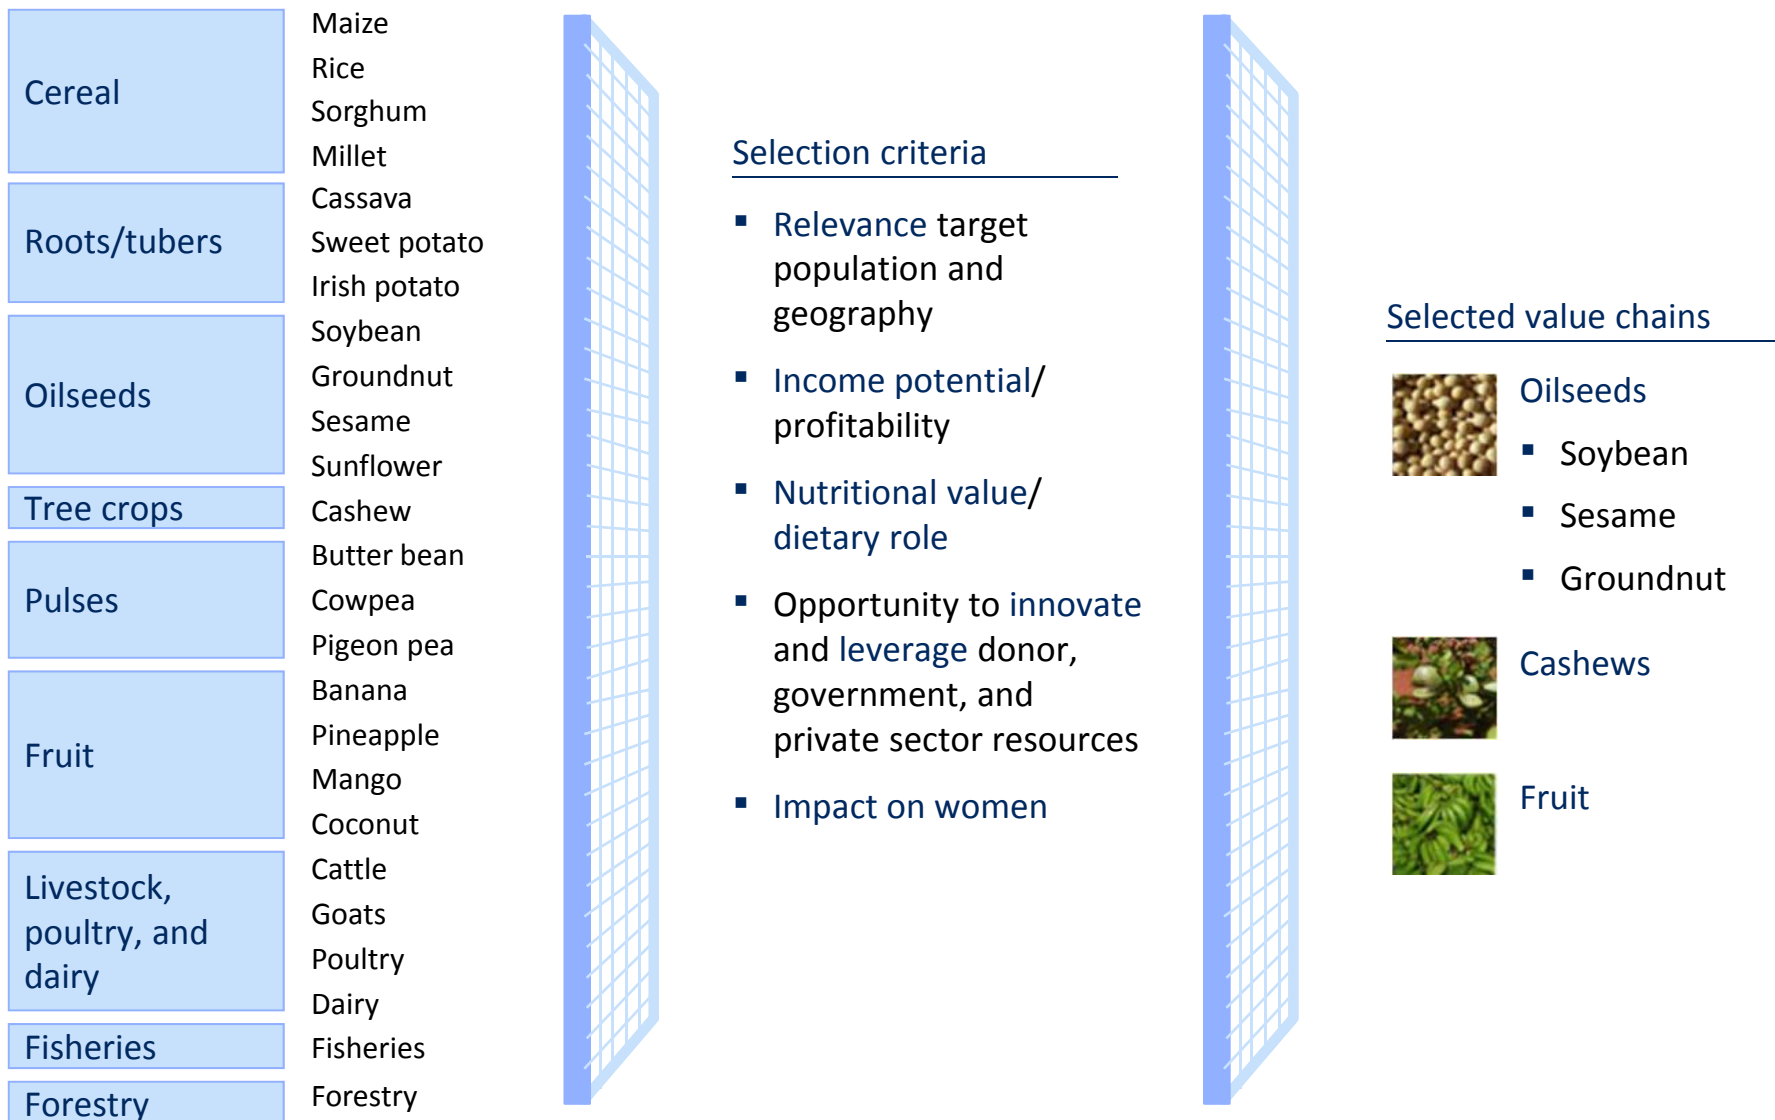 Cereal
Maize
Rice
Sorghum
Millet
Roots/tubers
Cassava
Sweet potato
Irish potato
Oilseeds
Soybean
Groundnut
Sesame
Sunflower
Tree crops
Cashew
Pulses
Butter bean
Cowpea
Pigeon pea
Fruit
Banana
Pineapple
Mango
Coconut
Livestock,
poultry, and
dairy
Cattle
Goats
Poultry
Dairy
Fisheries
Fisheries
Forestry
Forestry
Selection criteria
▪ Relevance target
population and
geography
▪ Income potential/
profitability
▪ Nutritional value/
dietary role
▪ Opportunity to innovate
and leverage donor,
government, and
private sector resources
▪ Impact on women
Selected value chains
Oilseeds
▪ Soybean
▪ Sesame
▪ Groundnut
Cashews
Fruit